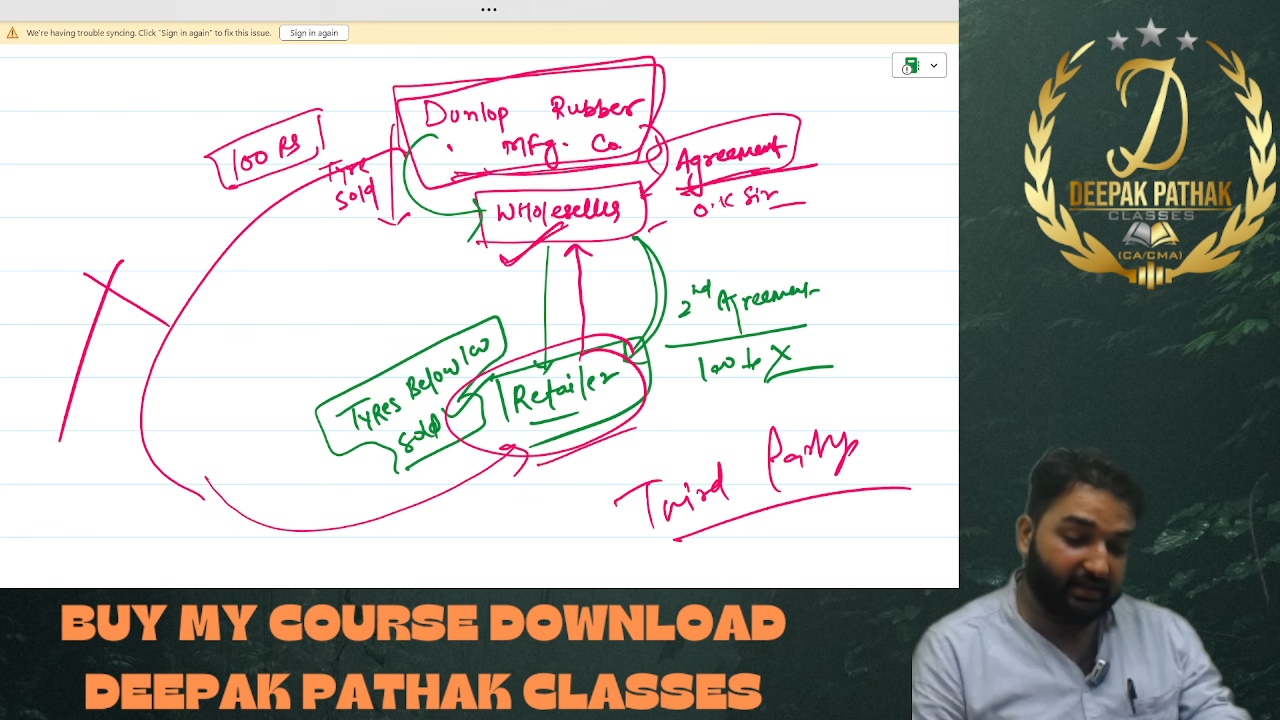 We're having trouble syncing. Click "Sign in again" to fix this issue.
Sign in again
Dunlop Rubber
Mfg. Co.
100 Rs
Tyre
Sold
Agreement
O.K Sir
WHoleseller
2nd Agreement
100 to X
Tyres Below 100
Sold
Retailer
Third Party
D
DEEPAK PATHAK
CLASSES
(CA/CMA)
BUY MY COURSE DOWNLOAD
DEEPAK PATHAK CLASSES